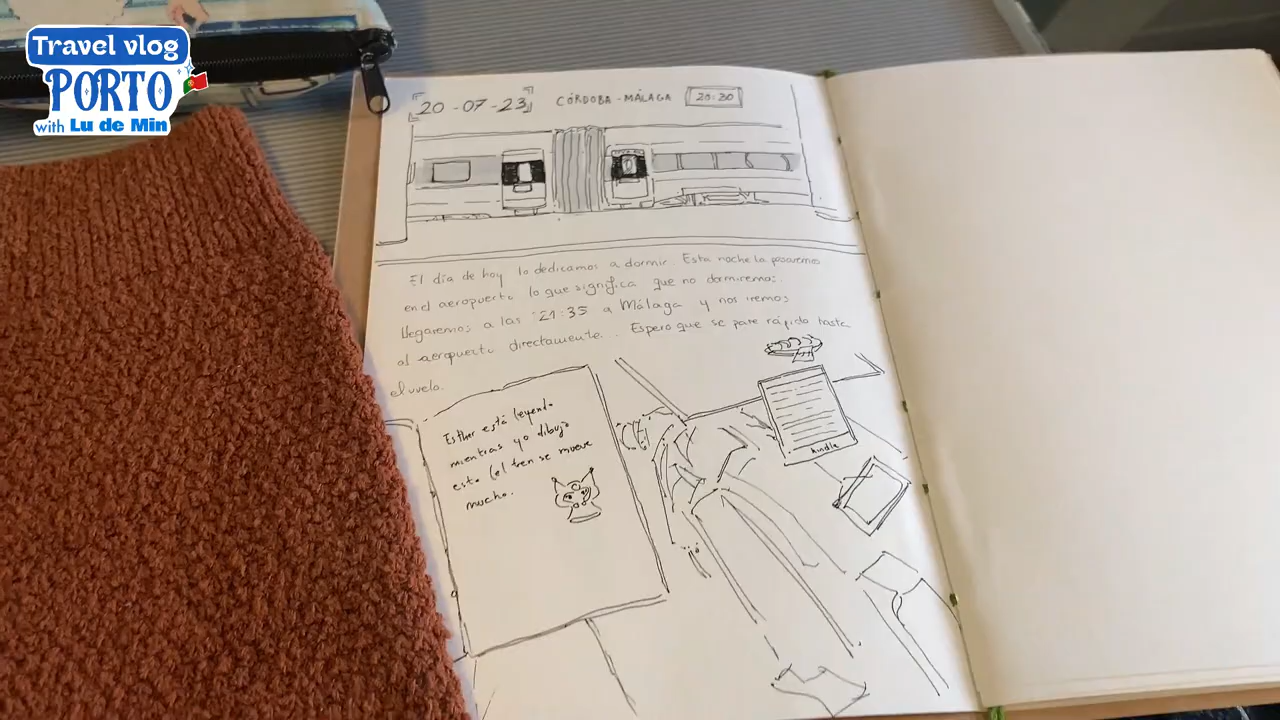 Travel vlog
PORTO
with Lu de Min
20-07-23
CÓRDOBA-MÁLAGA
20:30
El día de hoy lo dedicamos a dormir. Esta noche la pasaremos
en el aeropuerto lo que significa que no dormiremos.
Llegaremos a las 21:35 a Málaga y nos iremos
al aeropuerto directamente. Espero que se pase rápido hasta
el vuelo.
Esther está leyendo
mientras yo dibujo
esto (el tren se mueve
mucho.
kindle